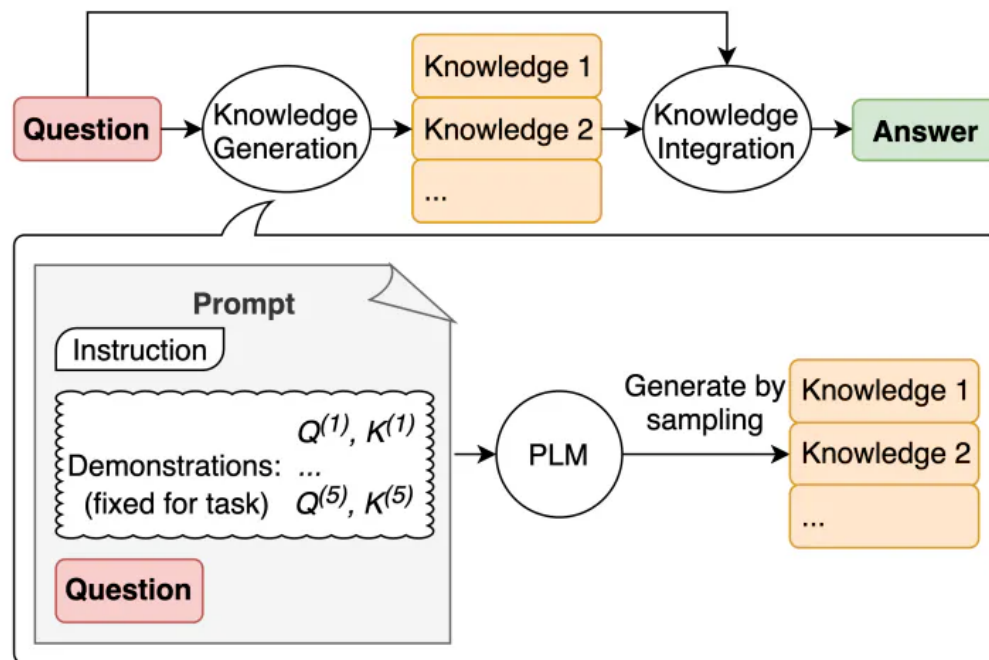 Question
Knowledge
Generation
Knowledge 1
Knowledge 2
...
Knowledge
Integration
Answer
Prompt
Instruction
Q(1), K(1)
Demonstrations: ...
(fixed for task) Q(5), K(5)
Question
PLM
Generate by
sampling
Knowledge 1
Knowledge 2
...